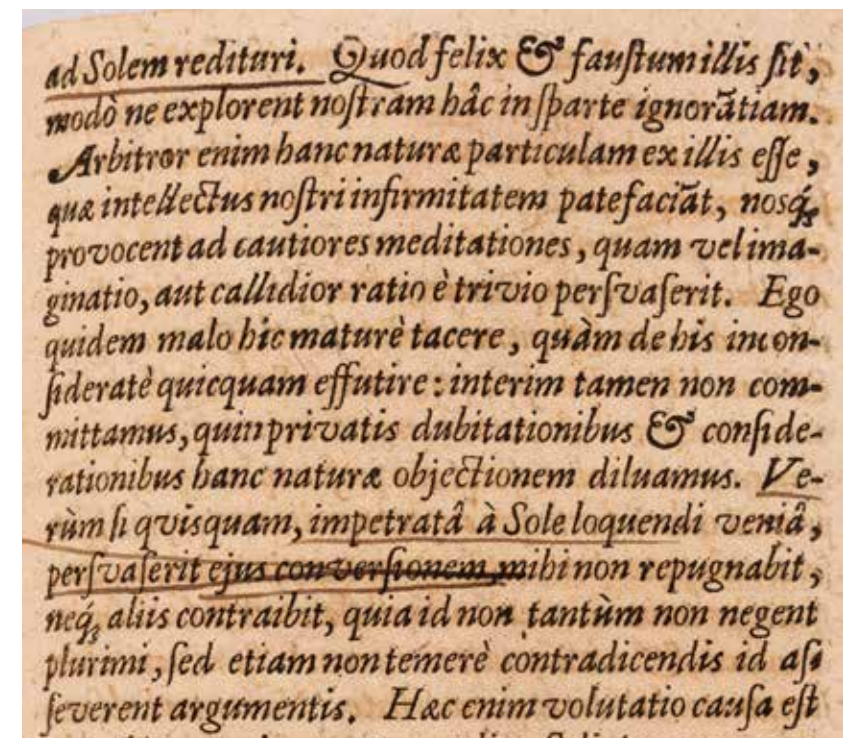 ad Solem redituri. Quod felix & fauſtum illis ſit,
modò ne explorent noſtram hâc in ſparte ignorãtiam.
Arbitror enim hanc naturæ particulam ex illis eſſe,
quæ intellectus noſtri infirmitatem patefaciãt, nosq́;
provocent ad cautiores meditationes, quam vel ima-
ginatio, aut callidior ratio è trivio perſvaſerit. Ego
quidem malo hic maturè tacere, quàm de his incon-
ſideratè quicquam effutire: interim tamen non com-
mittamus, quin privatis dubitationibus & conſide-
rationibus hanc naturæ objectionem diluamus. Ve-
rùm ſi qvisquam, impetratâ à Sole loquendi veniâ,
perſvaſerit ejus converſionem, mihi non repugnabit,
neq́; aliis contraibit, quia id non tantùm non negent
plurimi, ſed etiam non temerè contradicendis id aſ-
ſeverent argumentis. Hæc enim volutatio cauſa eſt